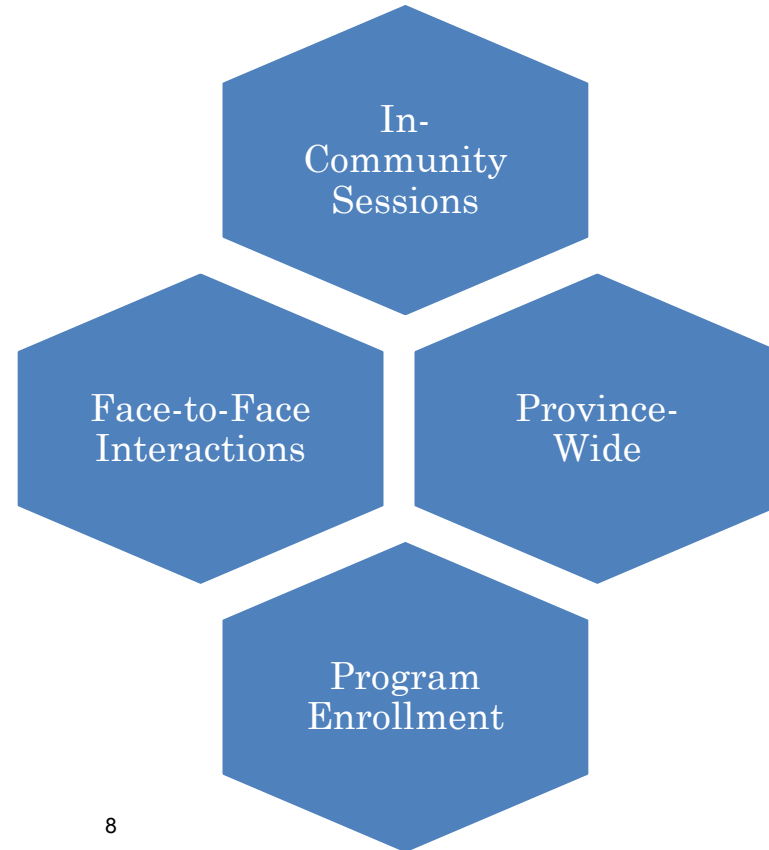 In-
Community
Sessions
Face-to-Face
Interactions
Province-
Wide
Program
Enrollment
8